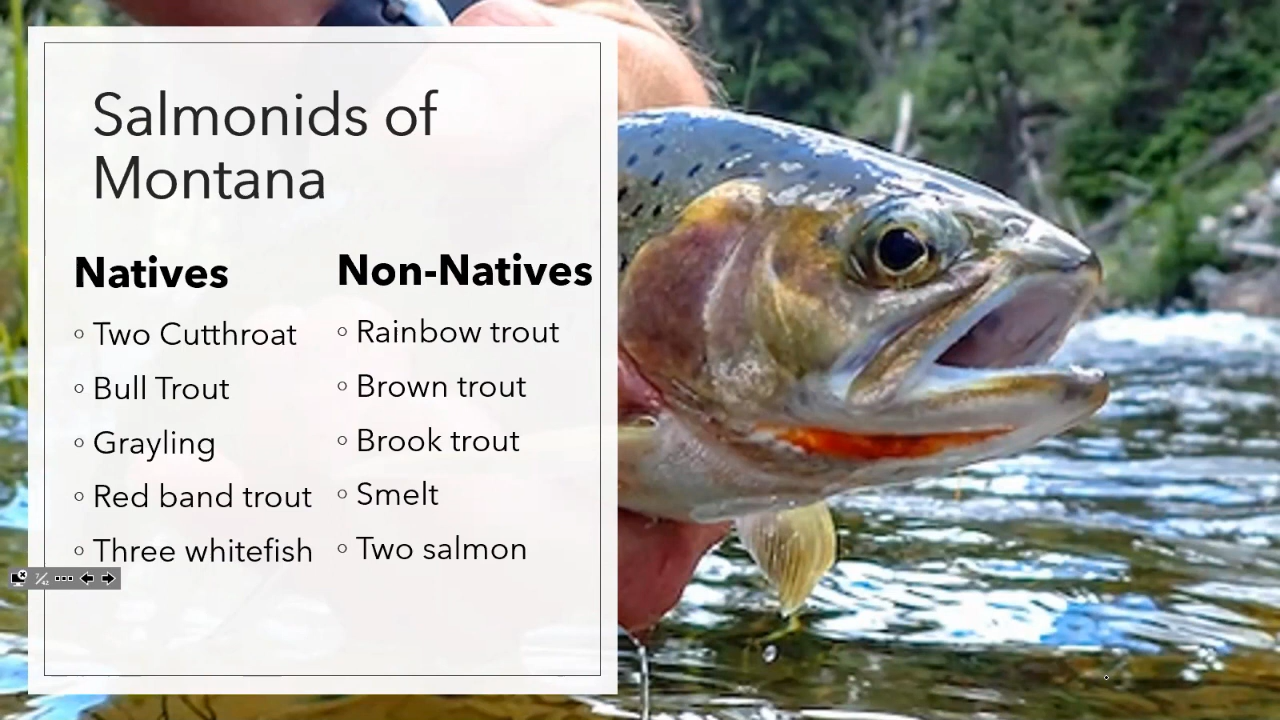 Salmonids of
Montana
Natives
Two Cutthroat
Bull Trout
Grayling
Red band trout
Three whitefish
Non-Natives
Rainbow trout
Brown trout
Brook trout
Smelt
Two salmon